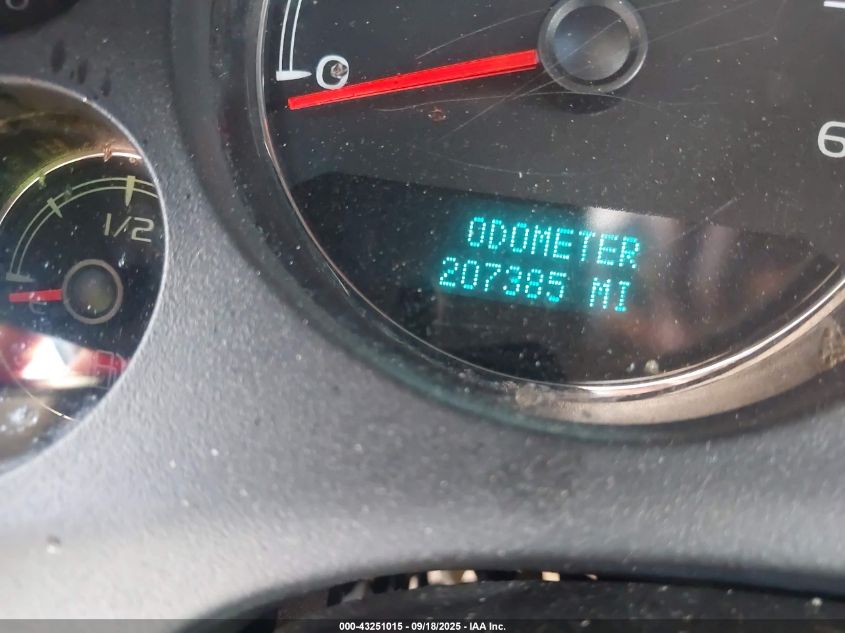 0
6
1/2
ODOMETER
207385 MI
E
000-43251015 - 09/18/2025 - IAA Inc.